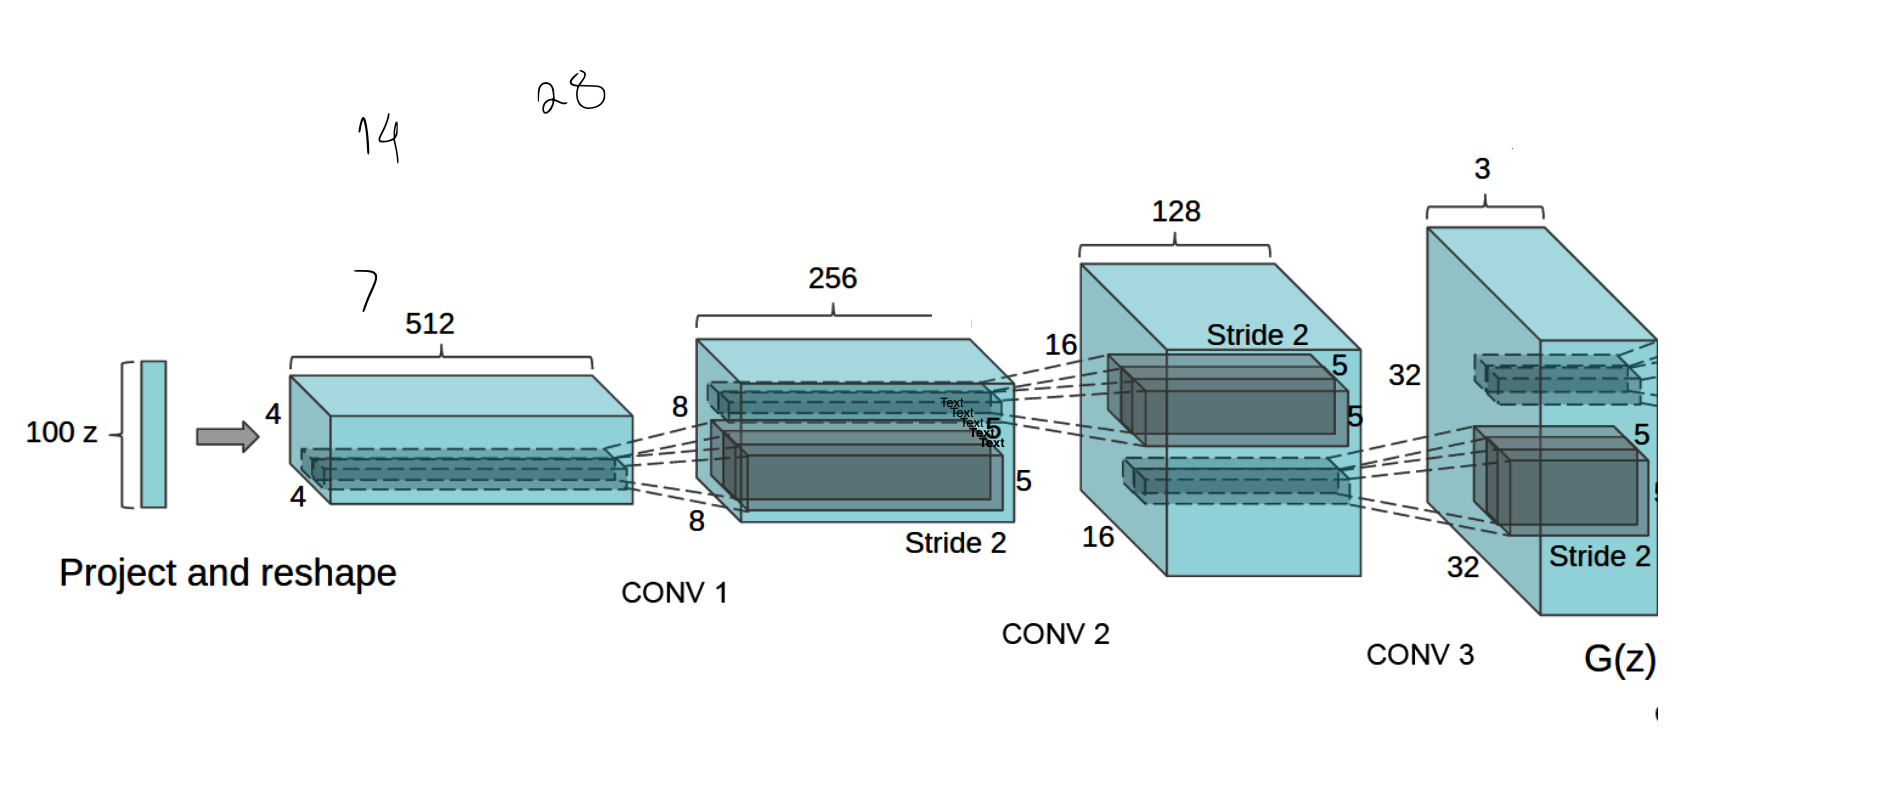 28
14
3
128
7
256
512
16
Stride 2
5
32
4
8
Text
Text
Text
Text
Text
5
5
5
100 z
4
8
5
16
32
Stride 2
Stride 2
Project and reshape
CONV 1
CONV 2
CONV 3
G(z)